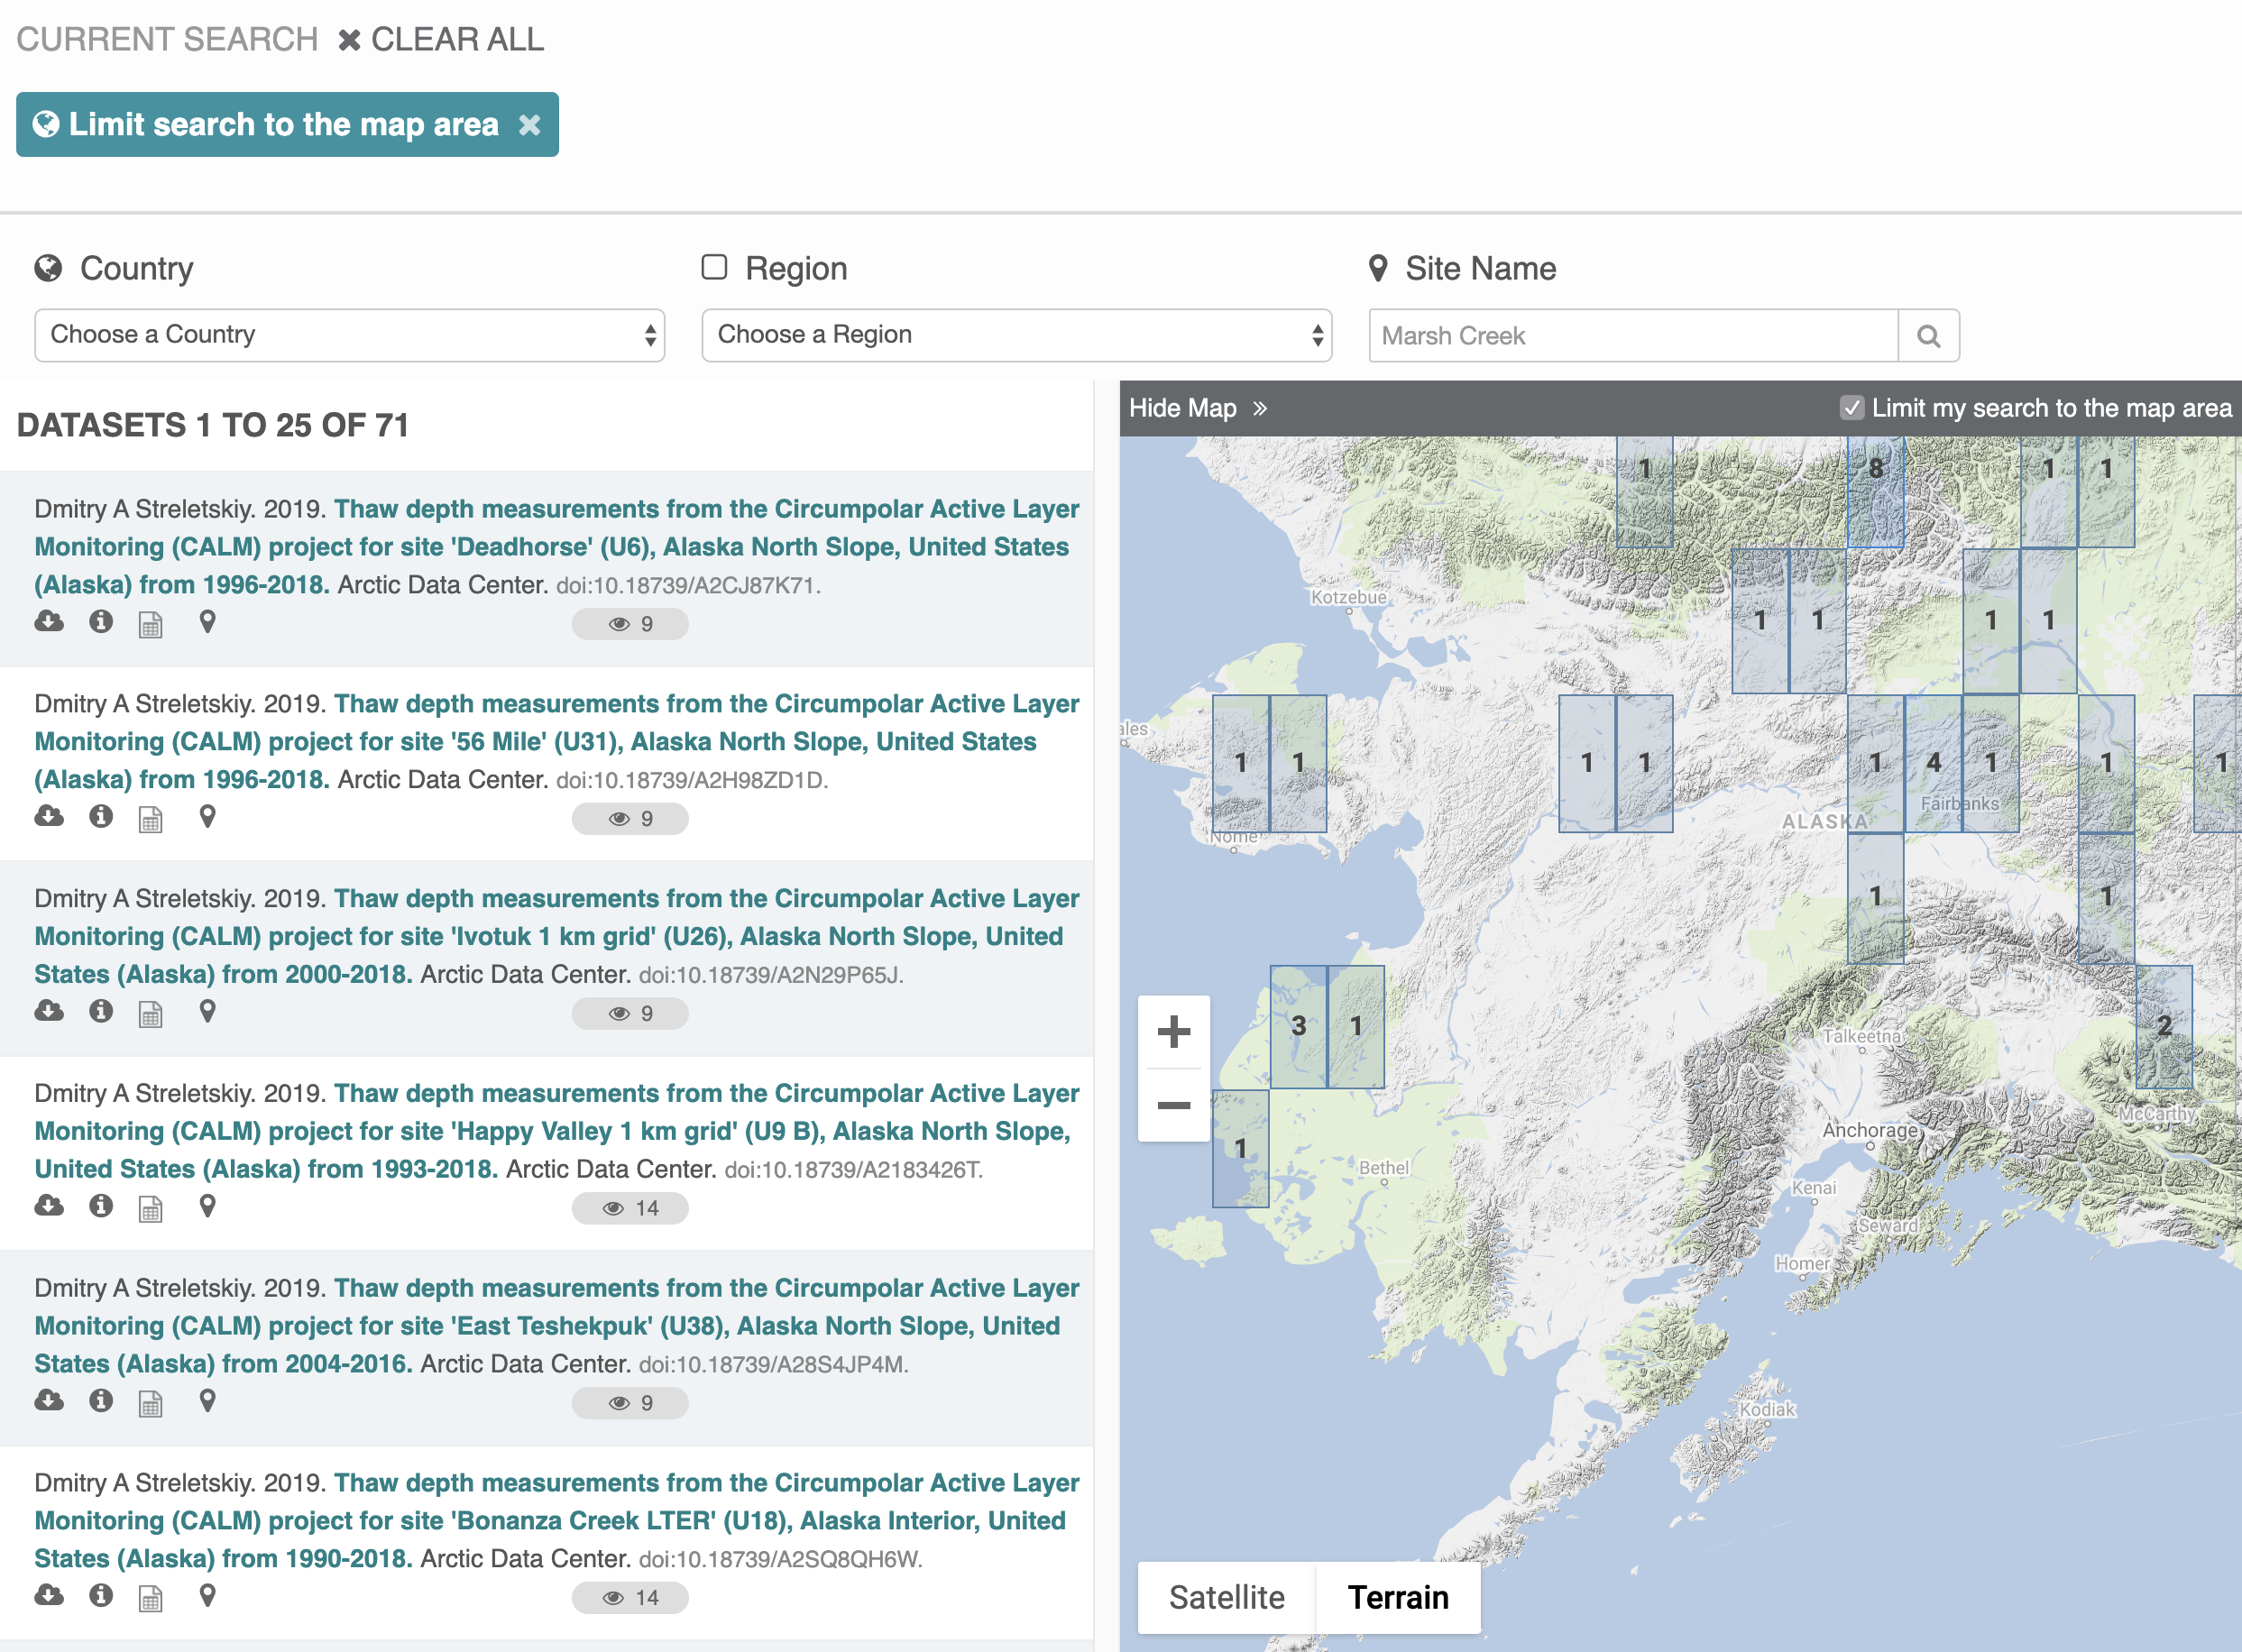 CURRENT SEARCH ✖ CLEAR ALL
Limit search to the map area ✖
Country
Region
Site Name
Choose a Country
Choose a Region
Marsh Creek
DATASETS 1 TO 25 OF 71
Dmitry A Streletskiy. 2019. Thaw depth measurements from the Circumpolar Active Layer
Monitoring (CALM) project for site 'Deadhorse' (U6), Alaska North Slope, United States
(Alaska) from 1996-2018. Arctic Data Center. doi:10.18739/A2CJ87K71.
9
Dmitry A Streletskiy. 2019. Thaw depth measurements from the Circumpolar Active Layer
Monitoring (CALM) project for site '56 Mile' (U31), Alaska North Slope, United States
(Alaska) from 1996-2018. Arctic Data Center. doi:10.18739/A2H98ZD1D.
9
Dmitry A Streletskiy. 2019. Thaw depth measurements from the Circumpolar Active Layer
Monitoring (CALM) project for site 'Ivotuk 1 km grid' (U26), Alaska North Slope, United
States (Alaska) from 2000-2018. Arctic Data Center. doi:10.18739/A2N29P65J.
9
Dmitry A Streletskiy. 2019. Thaw depth measurements from the Circumpolar Active Layer
Monitoring (CALM) project for site 'Happy Valley 1 km grid' (U9 B), Alaska North Slope,
United States (Alaska) from 1993-2018. Arctic Data Center. doi:10.18739/A2183426T.
14
Dmitry A Streletskiy. 2019. Thaw depth measurements from the Circumpolar Active Layer
Monitoring (CALM) project for site 'East Teshekpuk' (U38), Alaska North Slope, United
States (Alaska) from 2004-2016. Arctic Data Center. doi:10.18739/A28S4JP4M.
9
Dmitry A Streletskiy. 2019. Thaw depth measurements from the Circumpolar Active Layer
Monitoring (CALM) project for site 'Bonanza Creek LTER' (U18), Alaska Interior, United
States (Alaska) from 1990-2018. Arctic Data Center. doi:10.18739/A2SQ8QH6W.
14
Hide Map »
Limit my search to the map area
1 8 1 1
Kotzebue
1 1 1 1
ales
1 1 1 1 1 4 1 1 1
Fairbanks
ALASKA
Nome
1 1
3 1 2
Talkeetna
McCarthy
Anchorage
1
Bethel
Kenai
Seward
Homer
Kodiak
+
−
Satellite
Terrain